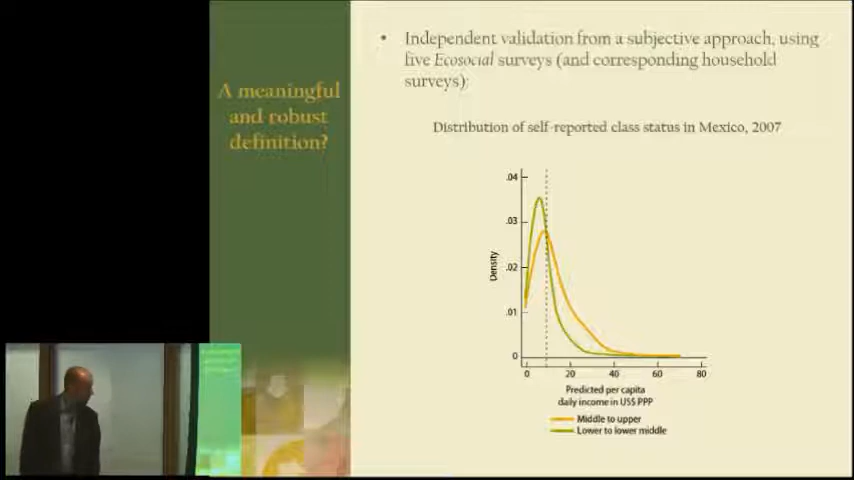 A meaningful
and robust
definition?
• Independent validation from a subjective approach, using
five Ecosocial surveys (and corresponding household
surveys):
Distribution of self-reported class status in Mexico, 2007
.04
.03
.02
.01
0
Density
0 20 40 60 80
Predicted per capita
daily income in US$ PPP
Middle to upper
Lower to lower middle